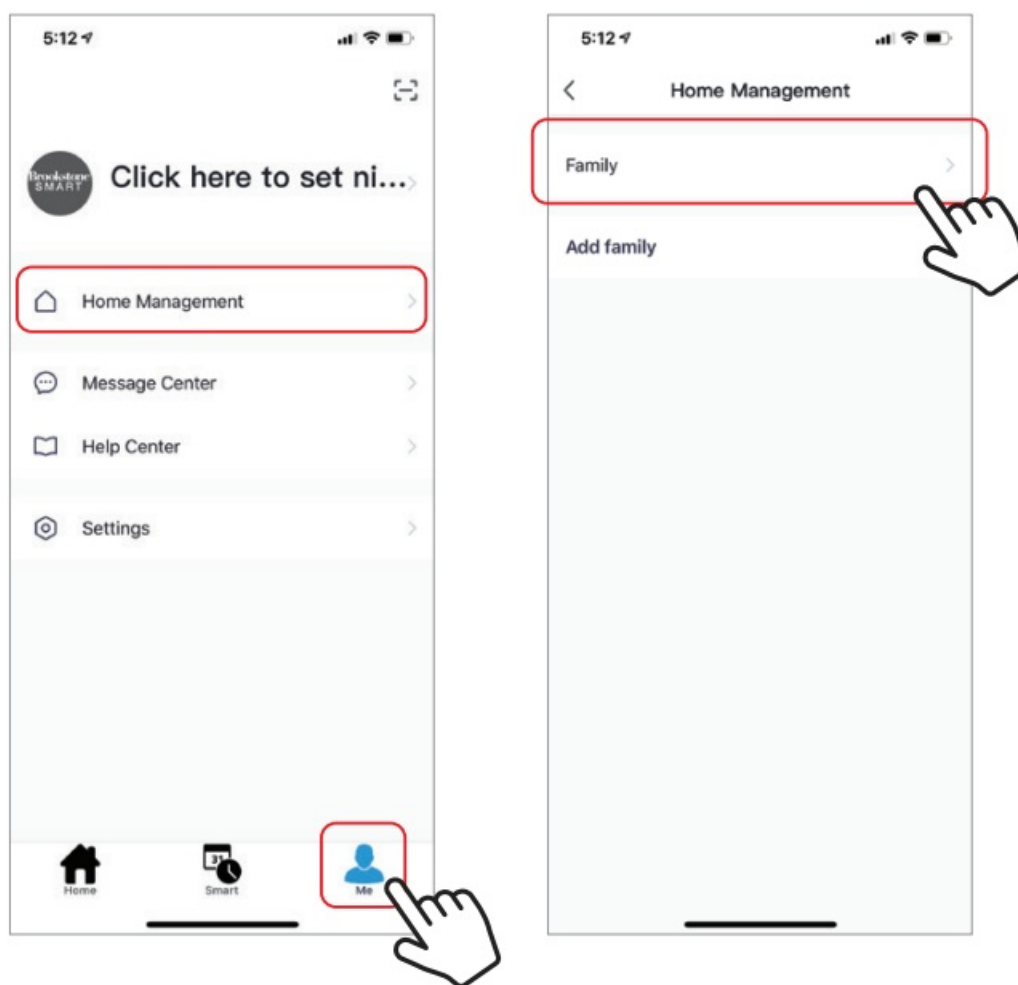 5:12
Brookstone
SMART
Click here to set ni...
Home Management
Message Center
Help Center
Settings
31
Home
Smart
Me
5:12
Home Management
Family
Add family